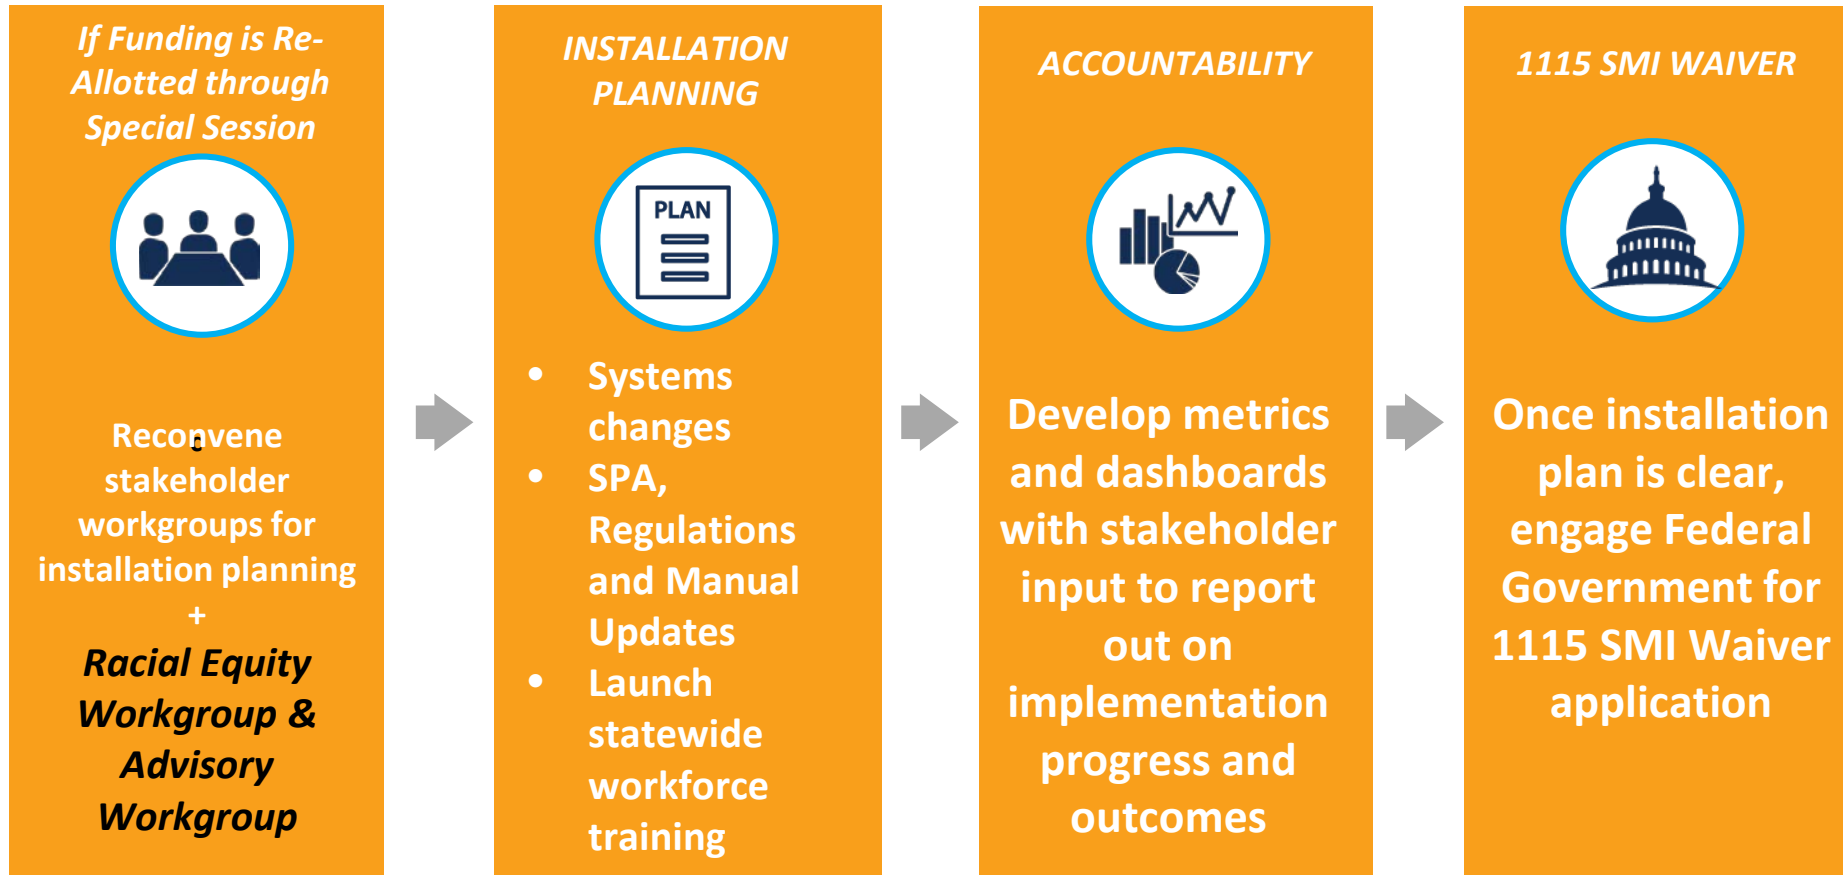 If Funding is Re-
Allotted through
Special Session
Reconvene
stakeholder
workgroups for
installation planning
+
Racial Equity
Workgroup &
Advisory
Workgroup
INSTALLATION
PLANNING
PLAN
• Systems
changes
• SPA,
Regulations
and Manual
Updates
• Launch
statewide
workforce
training
ACCOUNTABILITY
Develop metrics
and dashboards
with stakeholder
input to report
out on
implementation
progress and
outcomes
1115 SMI WAIVER
Once installation
plan is clear,
engage Federal
Government for
1115 SMI Waiver
application